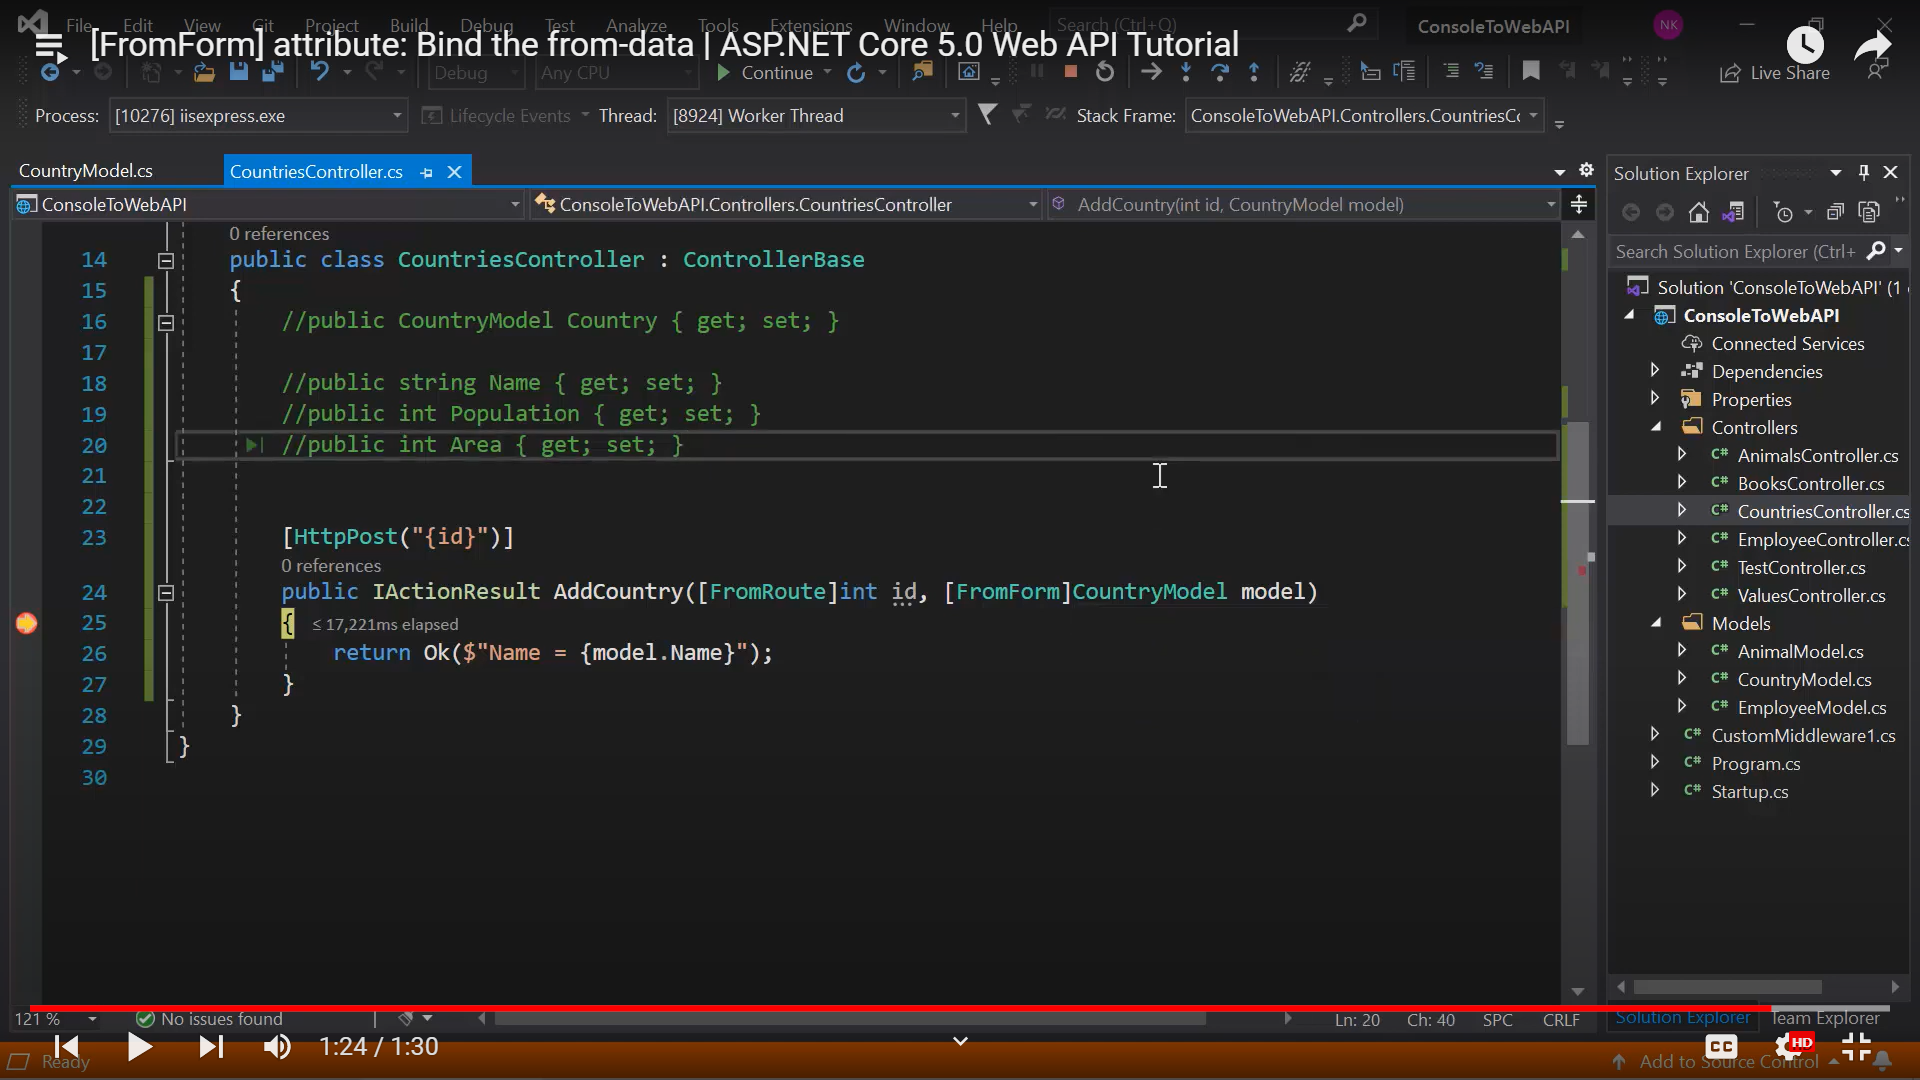 File Edit View Git Project Build Debug Test Analyze Tools Extensions Window Help Search (Ctrl+Q) ConsoleToWebAPI NK
[FromForm] attribute: Bind the from-data | ASP.NET Core 5.0 Web API Tutorial
Debug Any CPU Continue Live Share
Process: [10276] iisexpress.exe Lifecycle Events Thread: [8924] Worker Thread Stack Frame: ConsoleToWebAPI.Controllers.CountriesCo
CountryModel.cs CountriesController.cs
ConsoleToWebAPI ConsoleToWebAPI.Controllers.CountriesController AddCountry(int id, CountryModel model)
0 references
14 public class CountriesController : ControllerBase
15 {
16 //public CountryModel Country { get; set; }
17
18 //public string Name { get; set; }
19 //public int Population { get; set; }
20 //public int Area { get; set; }
21
22
23 [HttpPost("{id}")]
0 references
24 public IActionResult AddCountry([FromRoute]int id, [FromForm]CountryModel model)
25 { ≤ 17,221ms elapsed
26 return Ok($"Name = {model.Name}");
27 }
28 }
29 }
30
Solution Explorer
Search Solution Explorer (Ctrl+
Solution 'ConsoleToWebAPI' (1
ConsoleToWebAPI
Connected Services
Dependencies
Properties
Controllers
C# AnimalsController.cs
C# BooksController.cs
C# CountriesController.cs
C# EmployeeController.cs
C# TestController.cs
C# ValuesController.cs
Models
C# AnimalModel.cs
C# CountryModel.cs
C# EmployeeModel.cs
C# CustomMiddleware1.cs
C# Program.cs
C# Startup.cs
121 % No issues found Ln: 20 Ch: 40 SPC CRLF
Solution Explorer Team Explorer
1:24 / 1:30 CC HD
Ready Add to Source Control